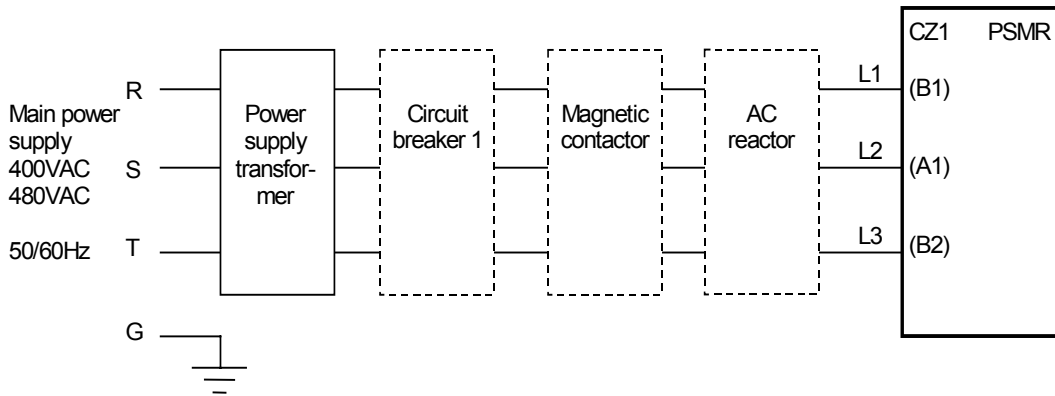 CZ1 PSMR
R
L1
(B1)
Main power
supply
400VAC
480VAC
Power
supply
transfor-
mer
Circuit
breaker 1
Magnetic
contactor
AC
reactor
S
L2
(A1)
50/60Hz
T
L3
(B2)
G